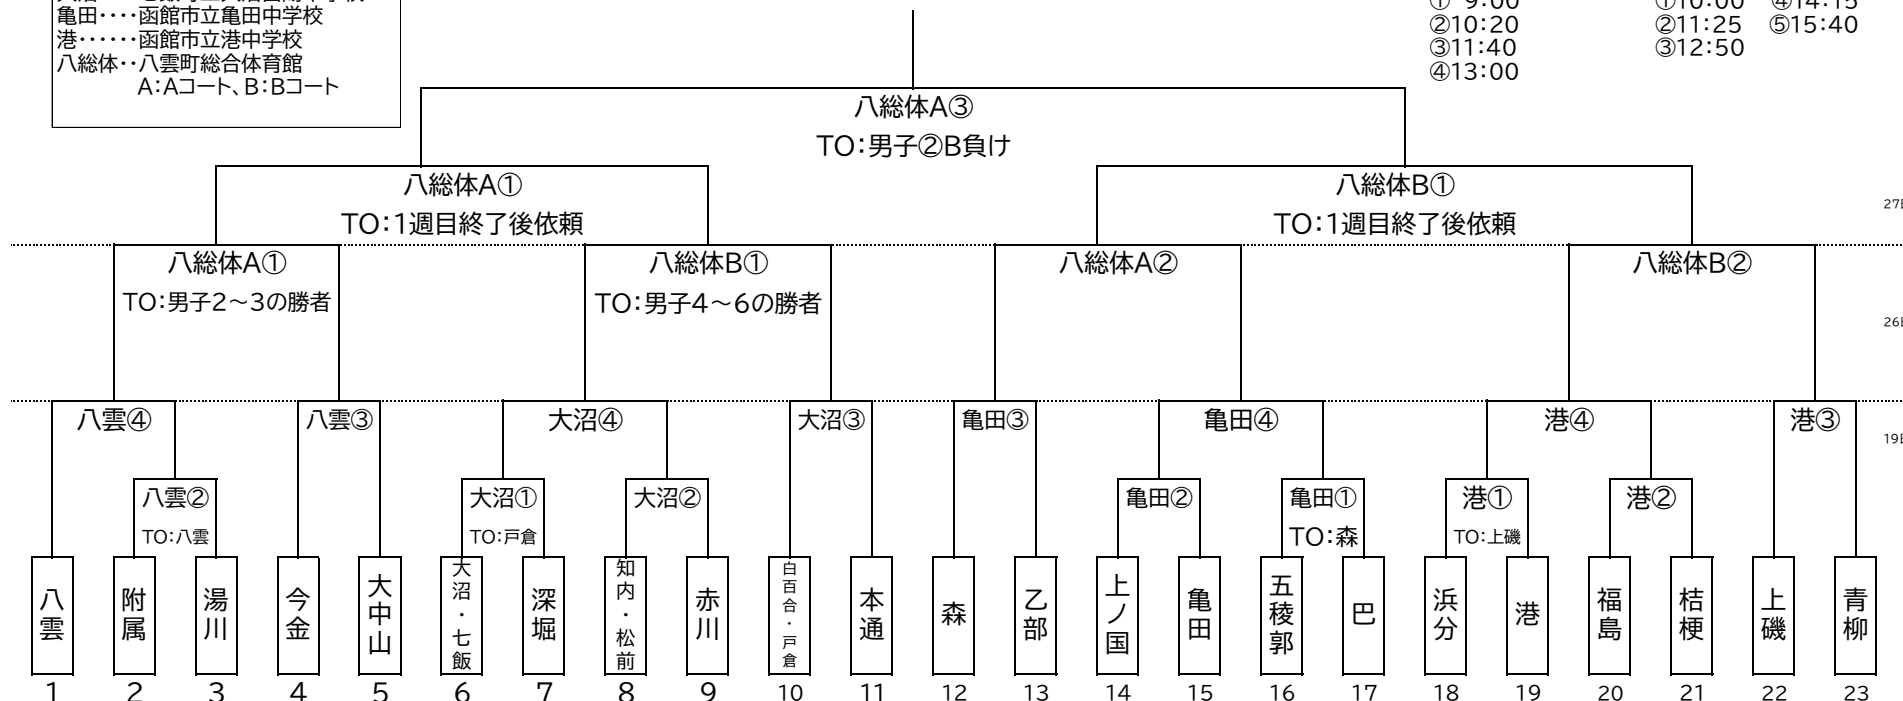 亀田‥‥函館市立亀田中学校
港‥‥‥函館市立港中学校
八総体‥八雲町総合体育館
A：Aコート、B：Bコート
① 9：00
②10：20
③11：40
④13：00
①10：00 ④14：15
②11：25 ⑤15：40
③12：50
八総体A③
TO：男子②B負け
八総体A① 八総体B①
TO：1週目終了後依頼 TO：1週目終了後依頼
27
八総体A① 八総体B① 八総体A② 八総体B②
TO：男子2～3の勝者 TO：男子4～6の勝者
26
八雲④ 八雲③ 大沼④ 大沼③ 亀田③ 亀田④ 港④ 港③
19
八雲② 大沼① 大沼② 亀田② 亀田① 港① 港②
TO：八雲 TO：戸倉 TO：森 TO：上磯
八雲
附属
湯川
今金
大中山
大沼・七飯
深堀
知内・松前
赤川
白百合・戸倉
本通
森
乙部
上ノ国
亀田
五稜郭
巴
浜分
港
福島
桔梗
上磯
青柳
1 2 3 4 5 6 7 8 9 10 11 12 13 14 15 16 17 18 19 20 21 22 23